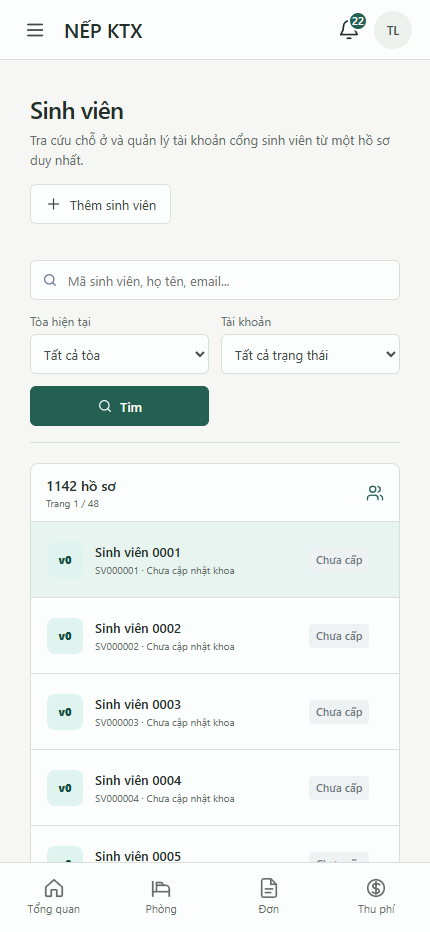 NẾP KTX
22
TL
Sinh viên
Tra cứu chỗ ở và quản lý tài khoản cổng sinh viên từ một hồ sơ
duy nhất.
Thêm sinh viên
Mã sinh viên, họ tên, email...
Tòa hiện tại
Tài khoản
Tất cả tòa
Tất cả trạng thái
Tìm
1142 hồ sơ
Trang 1 / 48
v0
Sinh viên 0001
SV000001 · Chưa cập nhật khoa
Chưa cấp
v0
Sinh viên 0002
SV000002 · Chưa cập nhật khoa
Chưa cấp
v0
Sinh viên 0003
SV000003 · Chưa cập nhật khoa
Chưa cấp
v0
Sinh viên 0004
SV000004 · Chưa cập nhật khoa
Chưa cấp
Sinh viên 0005
Tổng quan
Phòng
Đơn
Thu phí